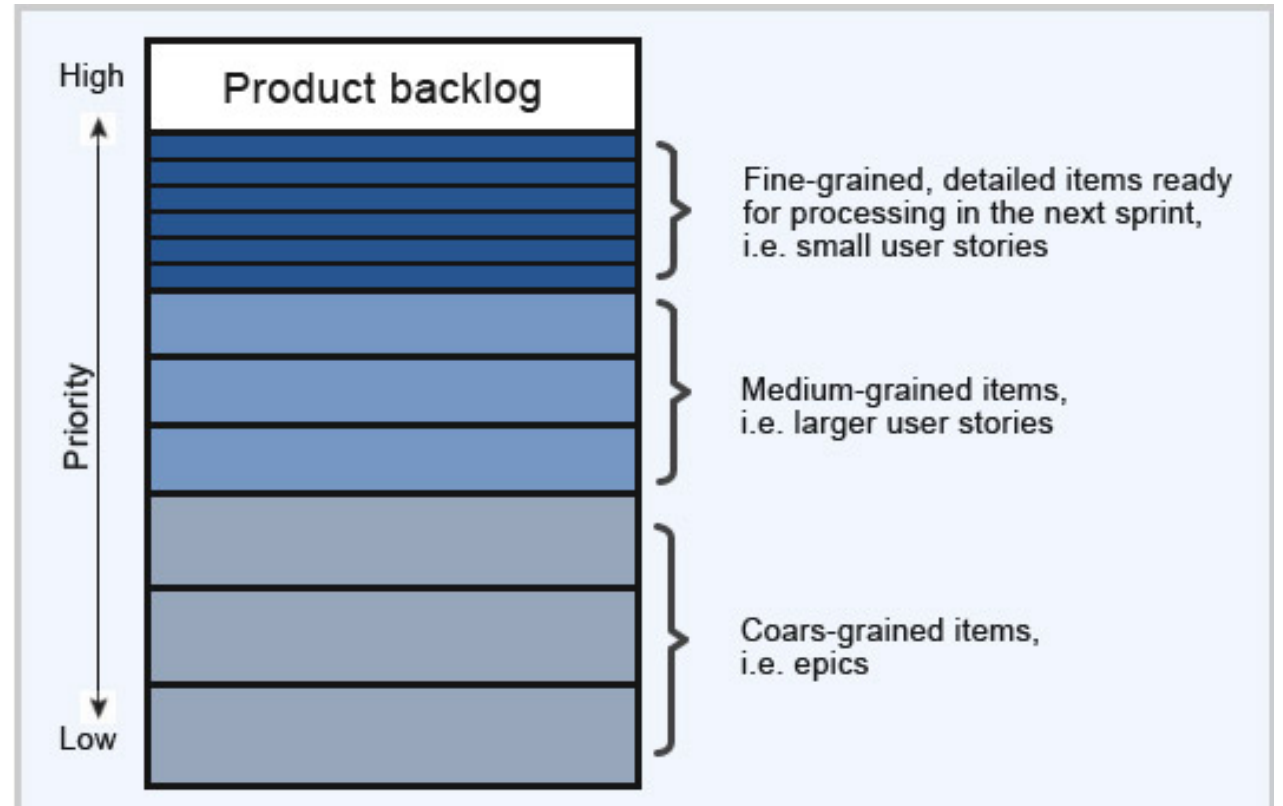 High
Product backlog
Fine-grained, detailed items ready
for processing in the next sprint,
i.e. small user stories
Priority
Medium-grained items,
i.e. larger user stories
Coars-grained items,
i.e. epics
Low